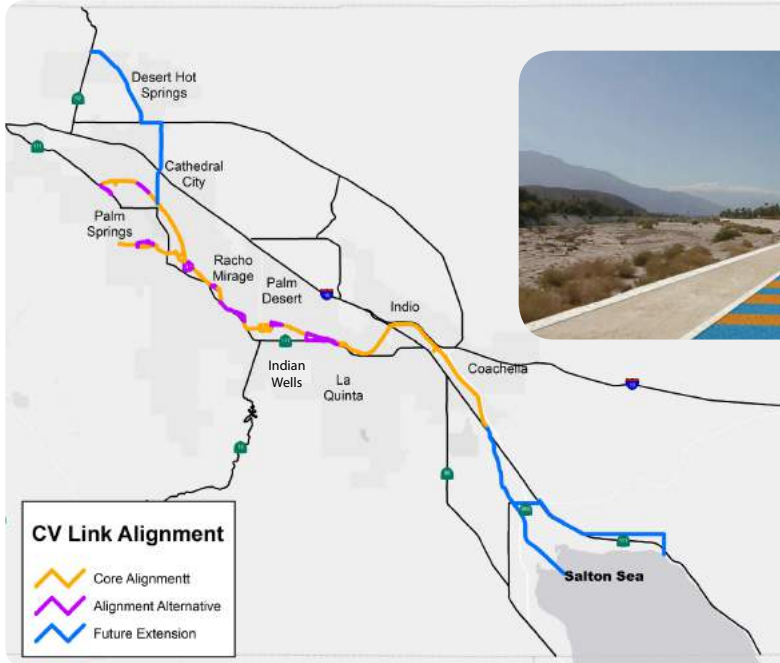 Desert Hot
Springs
Cathedral
City
Palm
Springs
Racho
Mirage
Palm
Desert
Indio
Indian
Wells
La
Quinta
Coachella
Salton Sea
CV Link Alignment
Core Alignmentt
Alignment Alternative
Future Extension